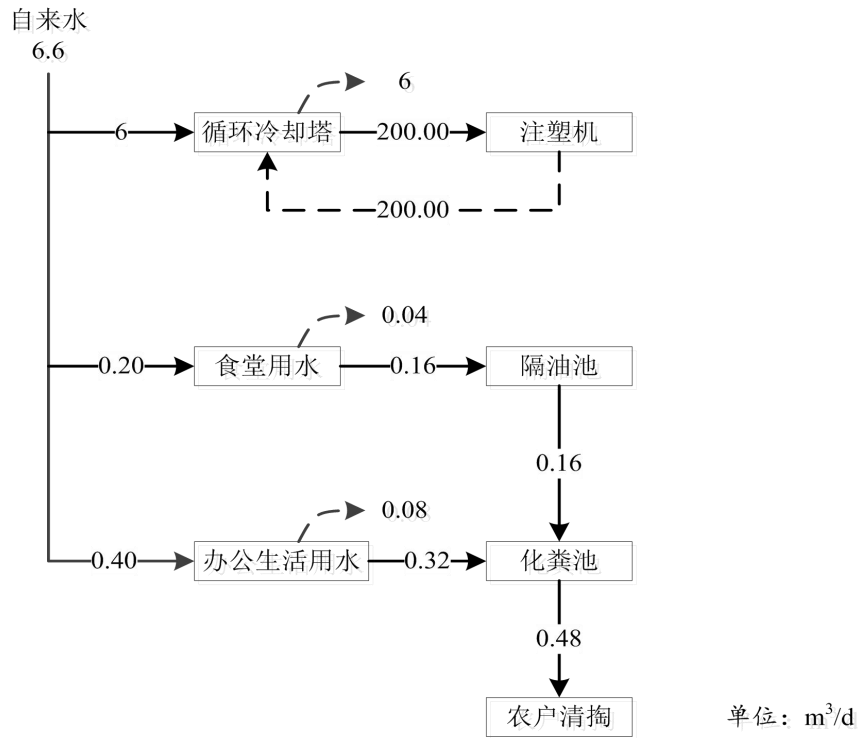 自来水
6.6
6
6
循环冷却塔
200.00
注塑机
200.00
0.04
0.20
食堂用水
0.16
隔油池
0.16
0.08
0.40
办公生活用水
0.32
化粪池
0.48
农户清掏
单位：m³/d